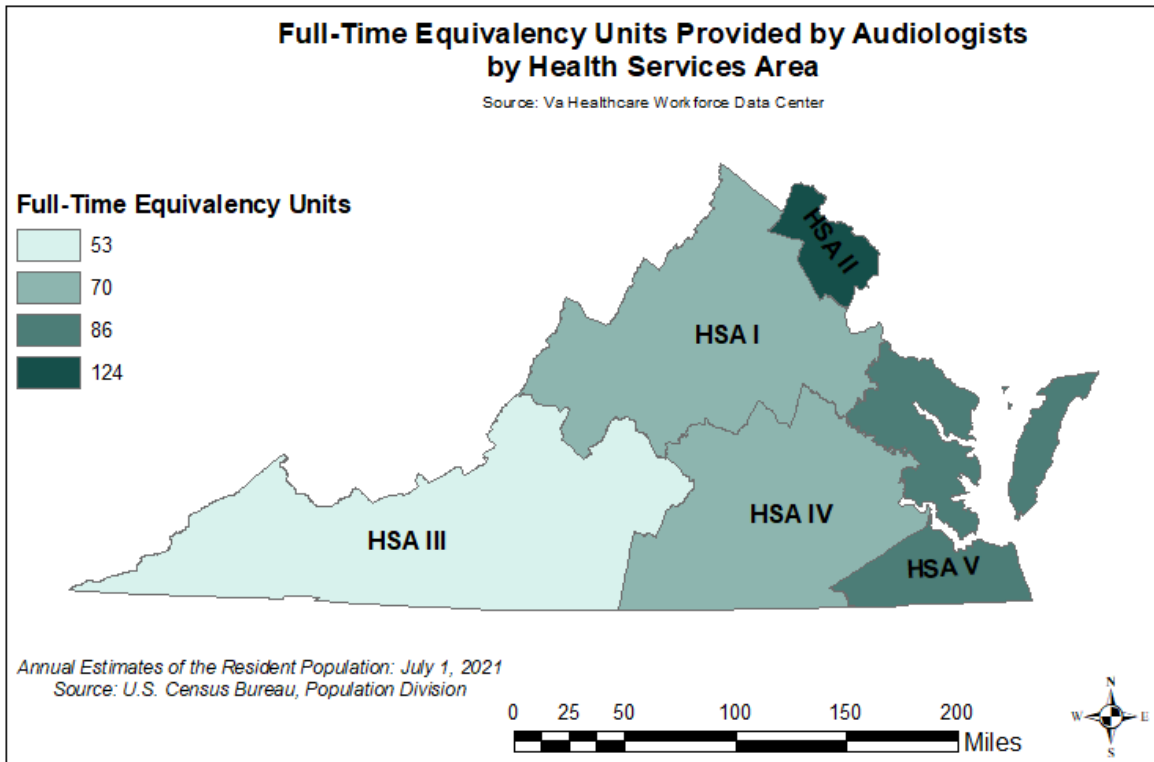 Full-Time Equivalency Units Provided by Audiologists
by Health Services Area
Source: Va Healthcare Workforce Data Center
Full-Time Equivalency Units
53
70
86
124
HSA II
HSA I
HSA IV
HSA III
HSA V
Annual Estimates of the Resident Population: July 1, 2021
Source: U.S. Census Bureau, Population Division
0 25 50 100 150 200
Miles
N
W E
S